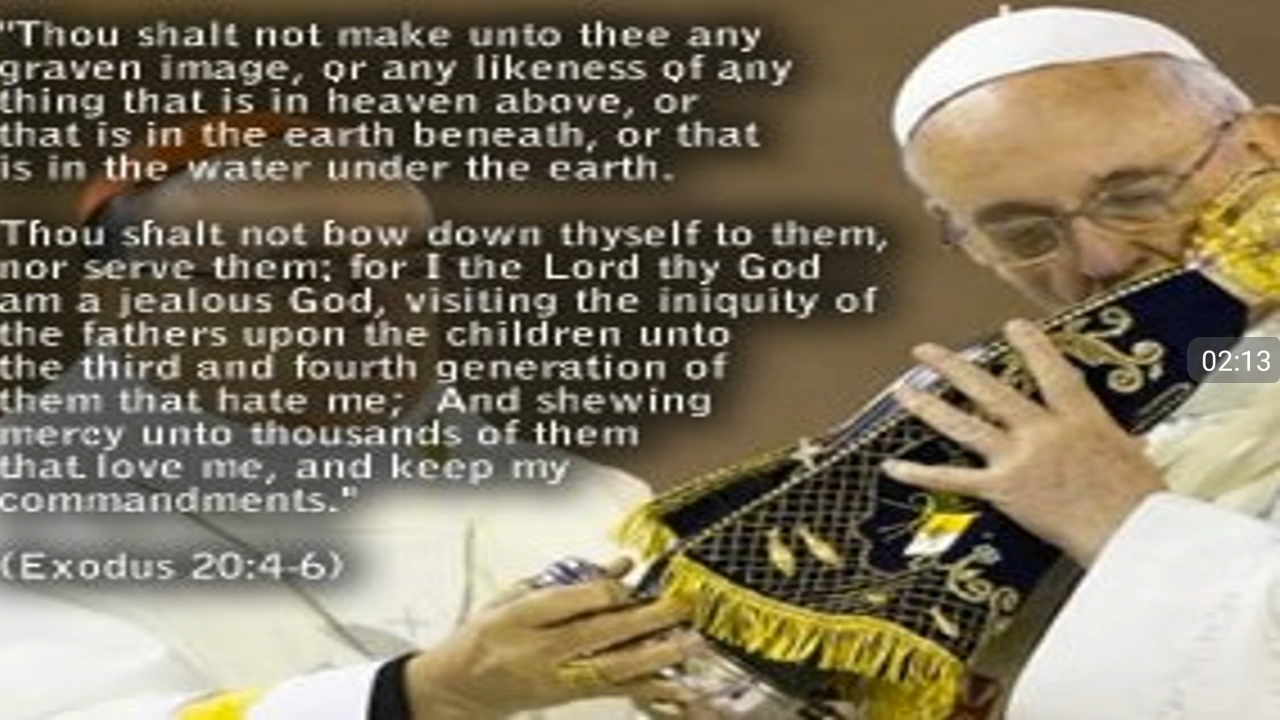 "Thou shalt not make unto thee any
graven image, or any likeness of any
thing that is in heaven above, or
that is in the earth beneath, or that
is in the water under the earth.
Thou shalt not bow down thyself to them,
nor serve them; for I the Lord thy God
am a jealous God, visiting the iniquity of
the fathers upon the children unto
the third and fourth generation of
them that hate me; And shewing
mercy unto thousands of them
that love me, and keep my
commandments."
(Exodus 20:4-6)
02:13